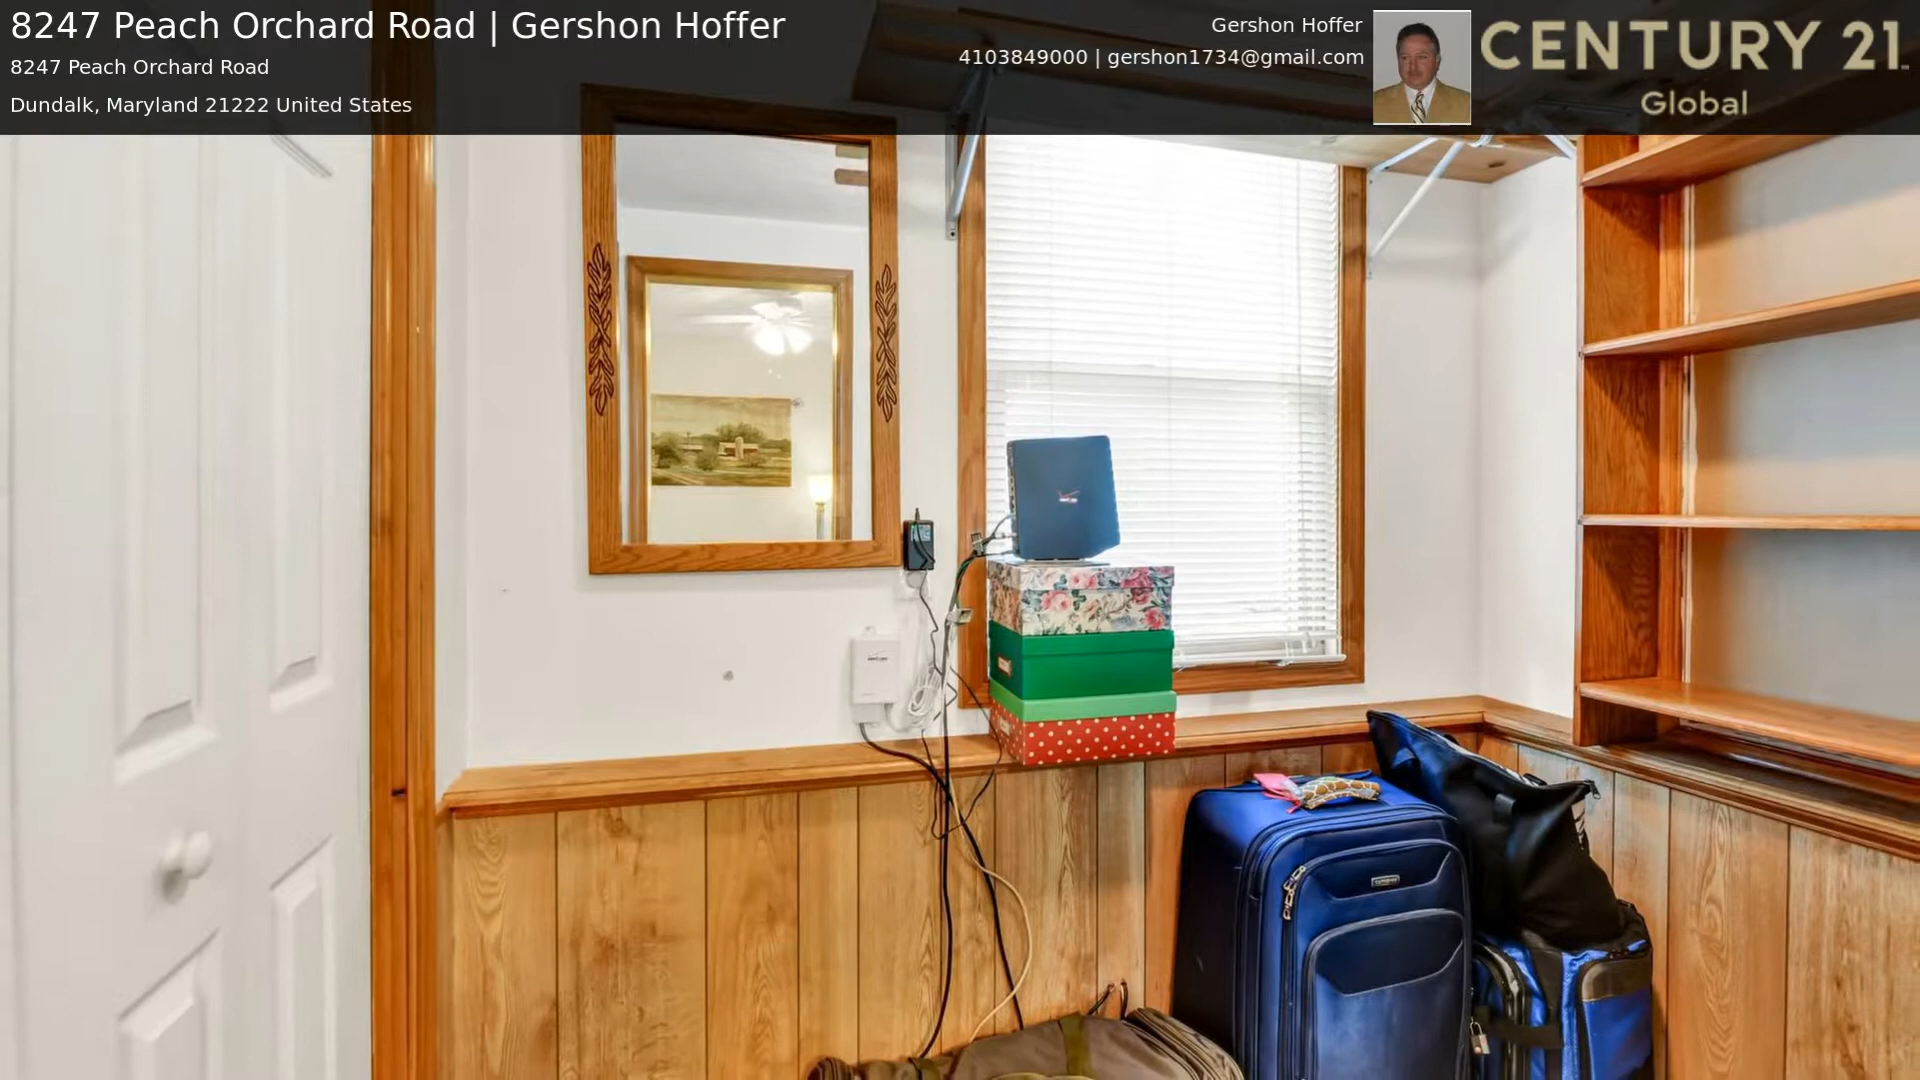 8247 Peach Orchard Road | Gershon Hoffer
8247 Peach Orchard Road
Dundalk, Maryland 21222 United States
Gershon Hoffer
4103849000 | gershon1734@gmail.com
CENTURY 21
Global
verizon